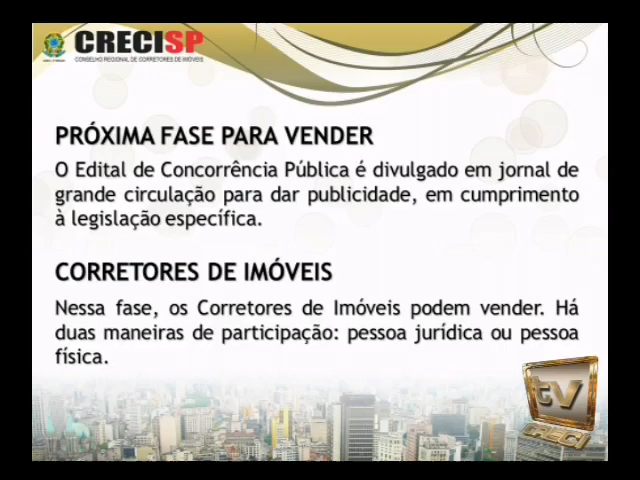 CRECISP
CONSELHO REGIONAL DE CORRETORES DE IMÓVEIS
PRÓXIMA FASE PARA VENDER
O Edital de Concorrência Pública é divulgado em jornal de
grande circulação para dar publicidade, em cumprimento
à legislação específica.
CORRETORES DE IMÓVEIS
Nessa fase, os Corretores de Imóveis podem vender. Há
duas maneiras de participação: pessoa jurídica ou pessoa
física.
tv
CRECI